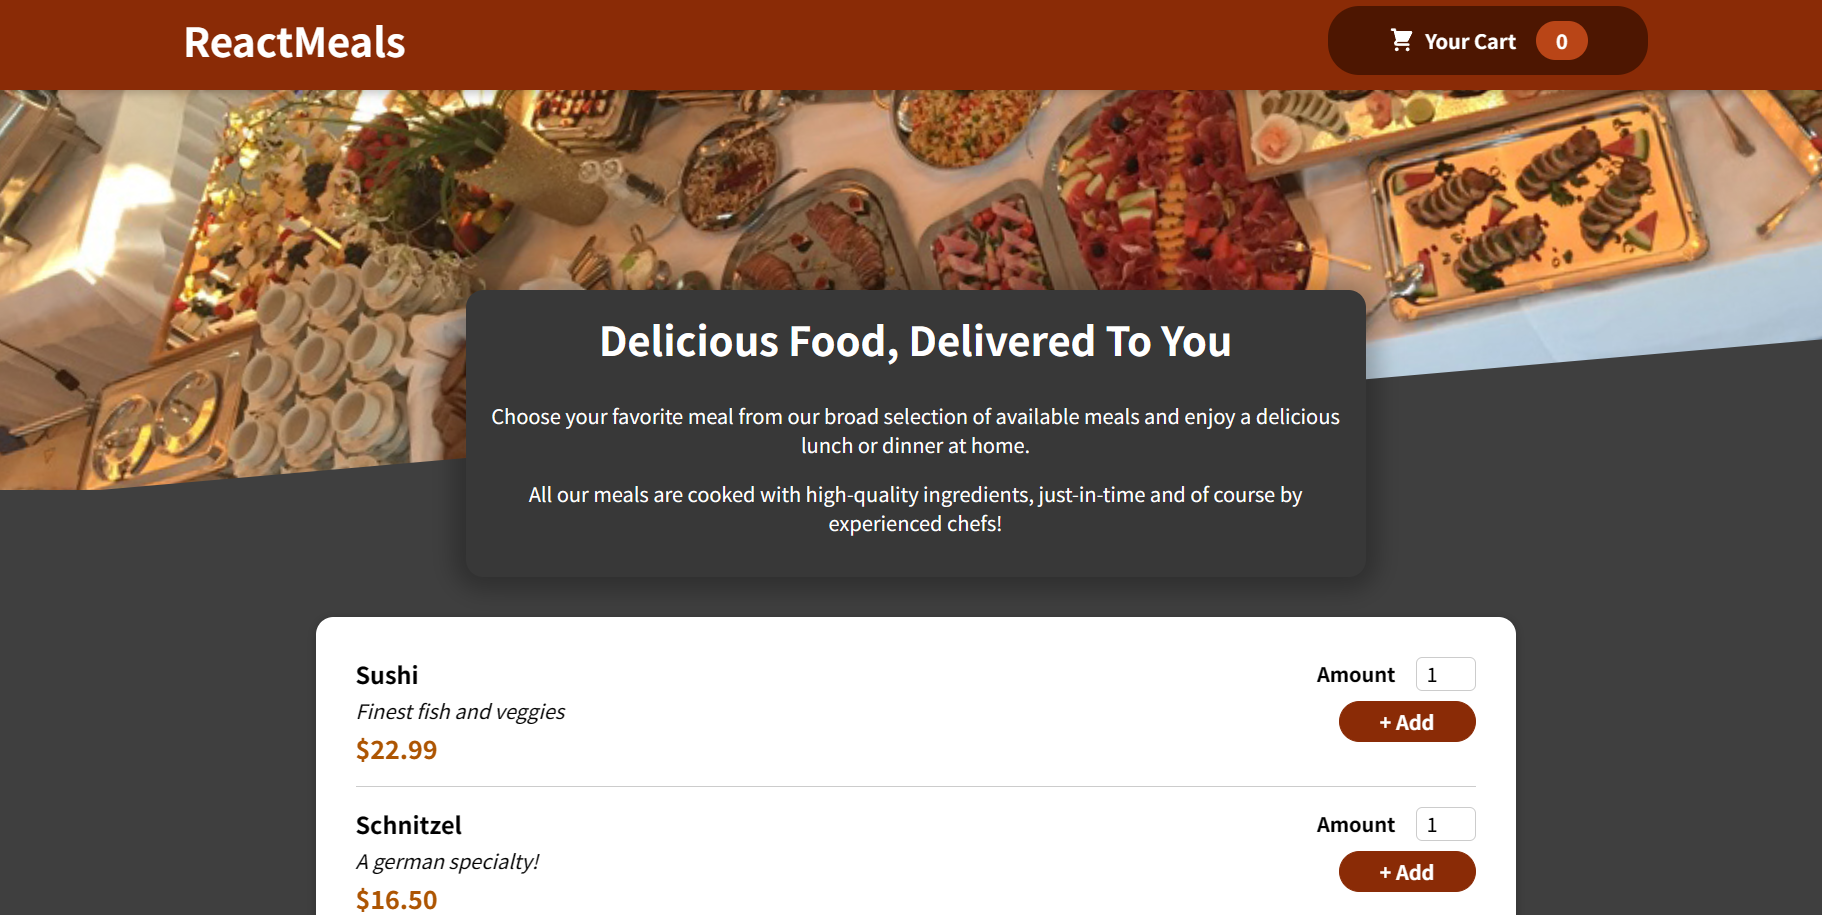 ReactMeals
Your Cart 0
Delicious Food, Delivered To You
Choose your favorite meal from our broad selection of available meals and enjoy a delicious
lunch or dinner at home.
All our meals are cooked with high-quality ingredients, just-in-time and of course by
experienced chefs!
Sushi
Finest fish and veggies
$22.99
Amount 1
+ Add
Schnitzel
A german specialty!
$16.50
Amount 1
+ Add